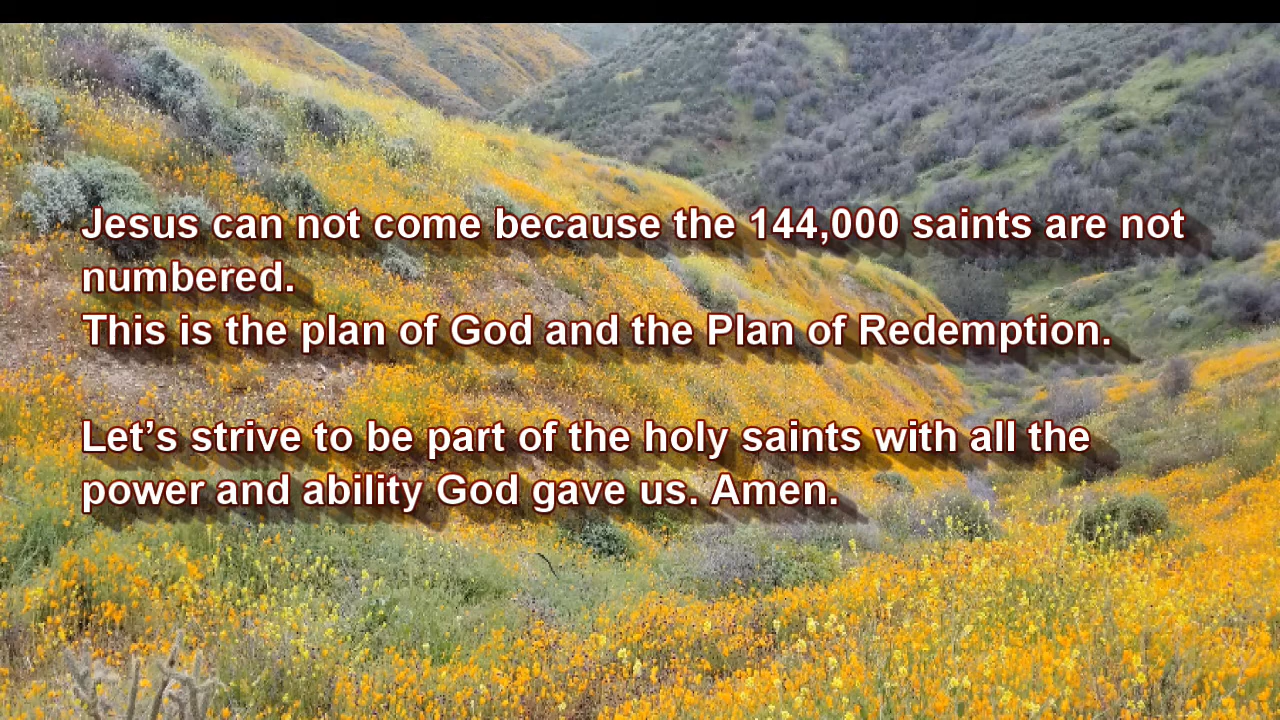 Jesus can not come because the 144,000 saints are not
numbered.
This is the plan of God and the Plan of Redemption.
Let’s strive to be part of the holy saints with all the
power and ability God gave us. Amen.